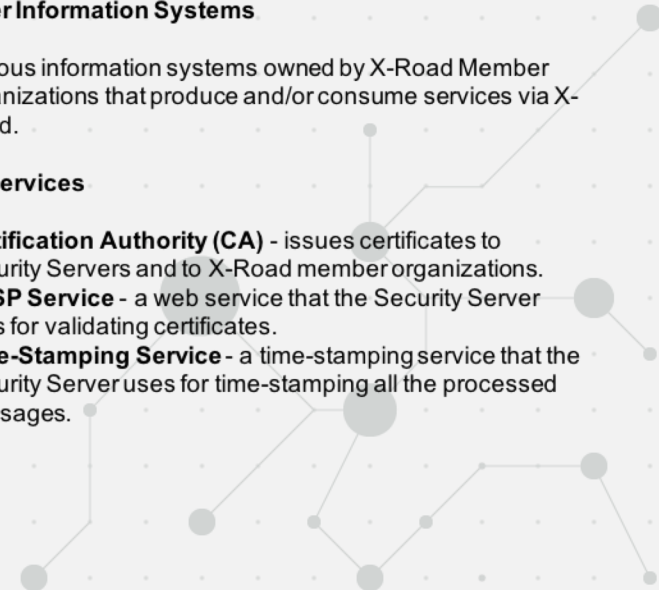 r Information Systems
ous information systems owned by X-Road Member
nizations that produce and/or consume services via X-
d.
ervices
tification Authority (CA) - issues certificates to
urity Servers and to X-Road member organizations.
SP Service - a web service that the Security Server
s for validating certificates.
e-Stamping Service - a time-stamping service that the
urity Server uses for time-stamping all the processed
sages.